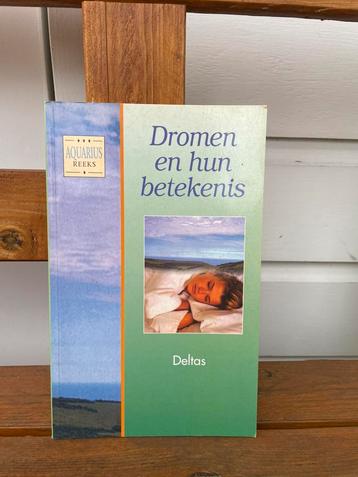 AQUARIUS
REEKS
Dromen
en hun
betekenis
Deltas